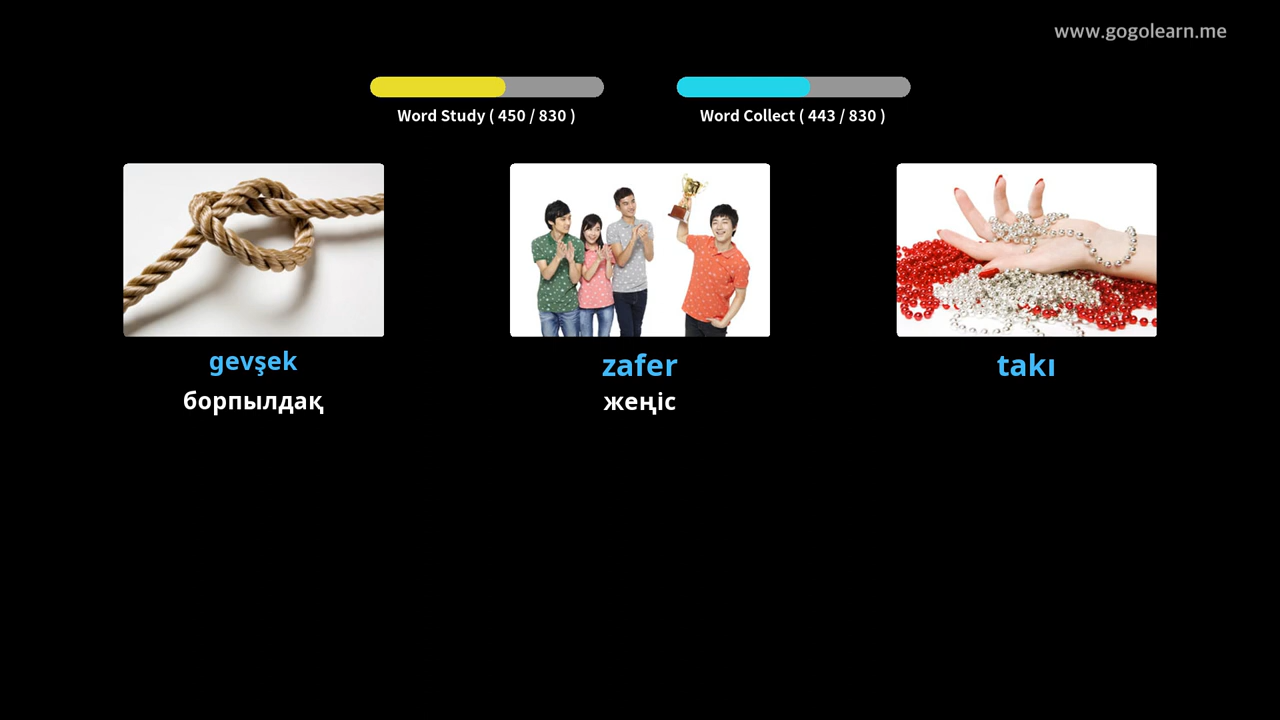 www.gogolearn.me
Word Study ( 450 / 830 )
Word Collect ( 443 / 830 )
gevşek
борпылдақ
zafer
жеңіс
takı